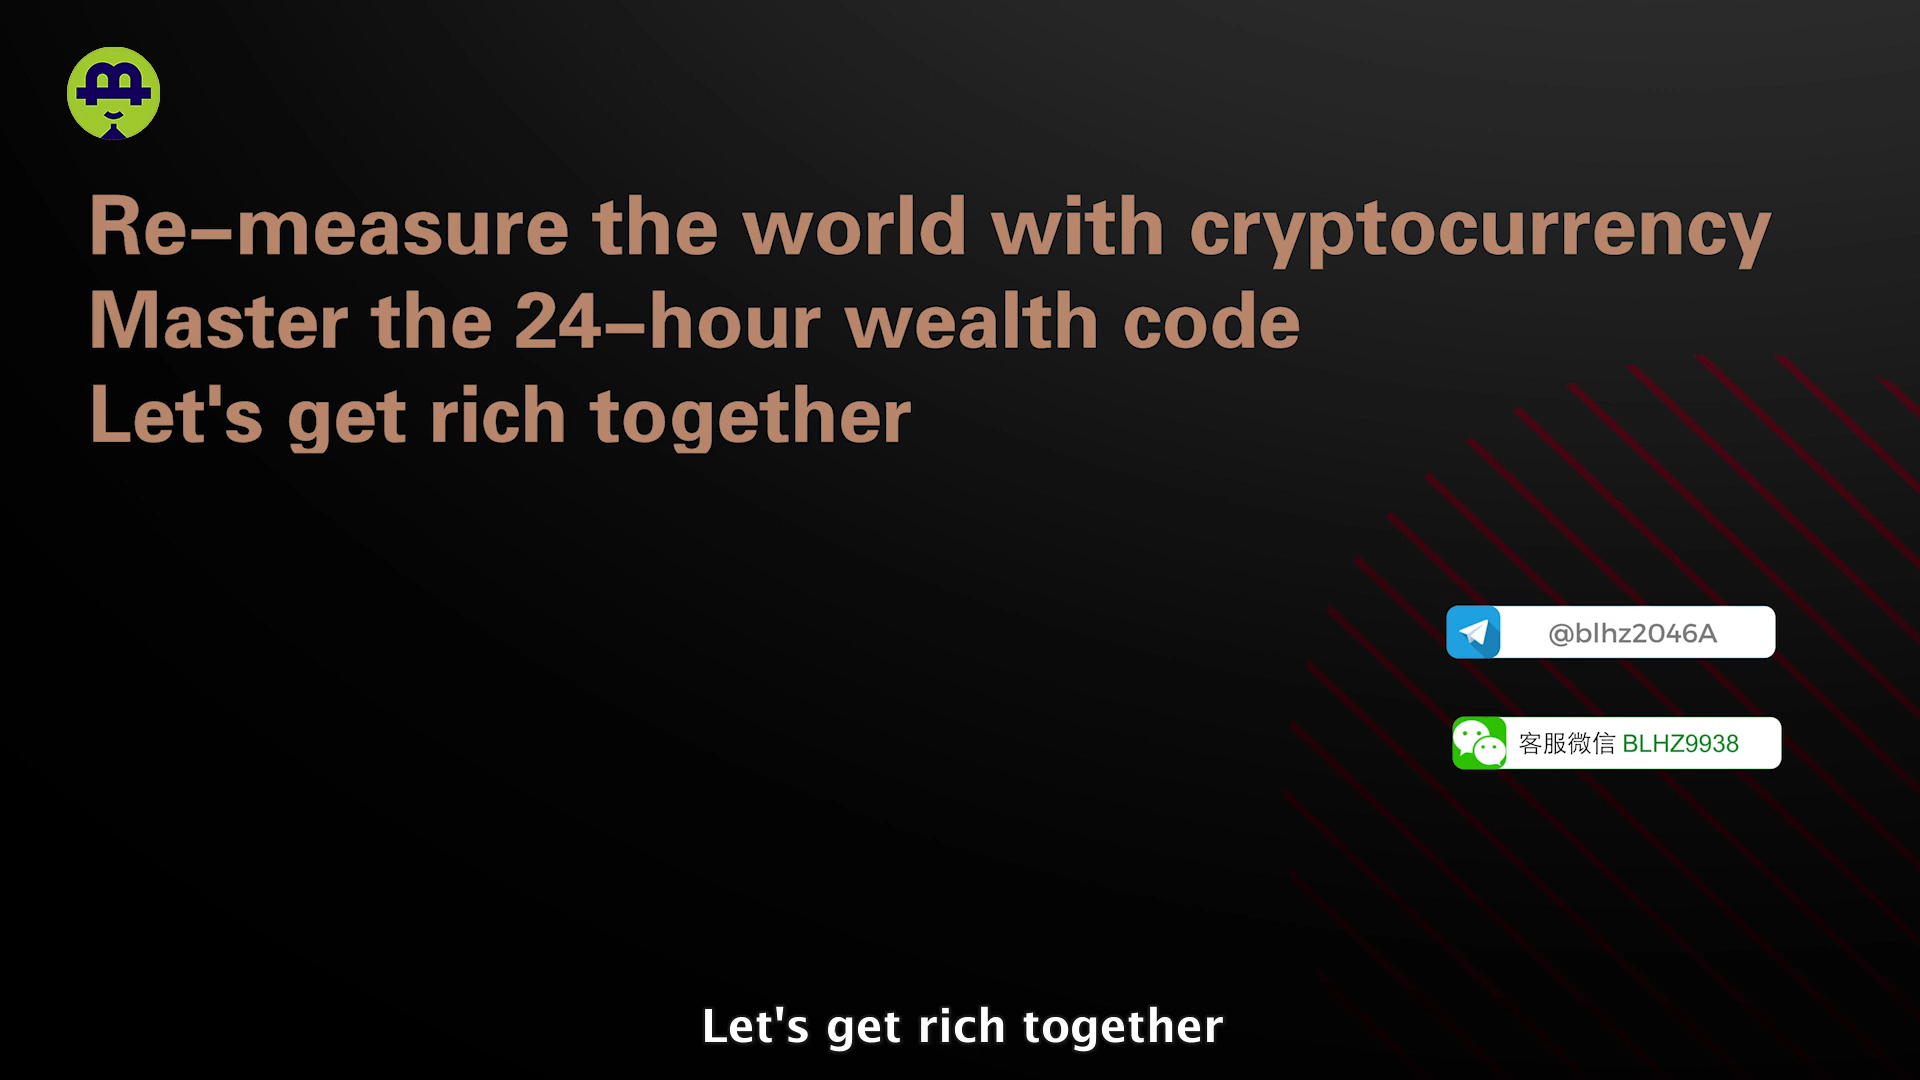 Re-measure the world with cryptocurrency
Master the 24-hour wealth code
Let's get rich together
@blhz2046A
客服微信 BLHZ9938
Let's get rich together